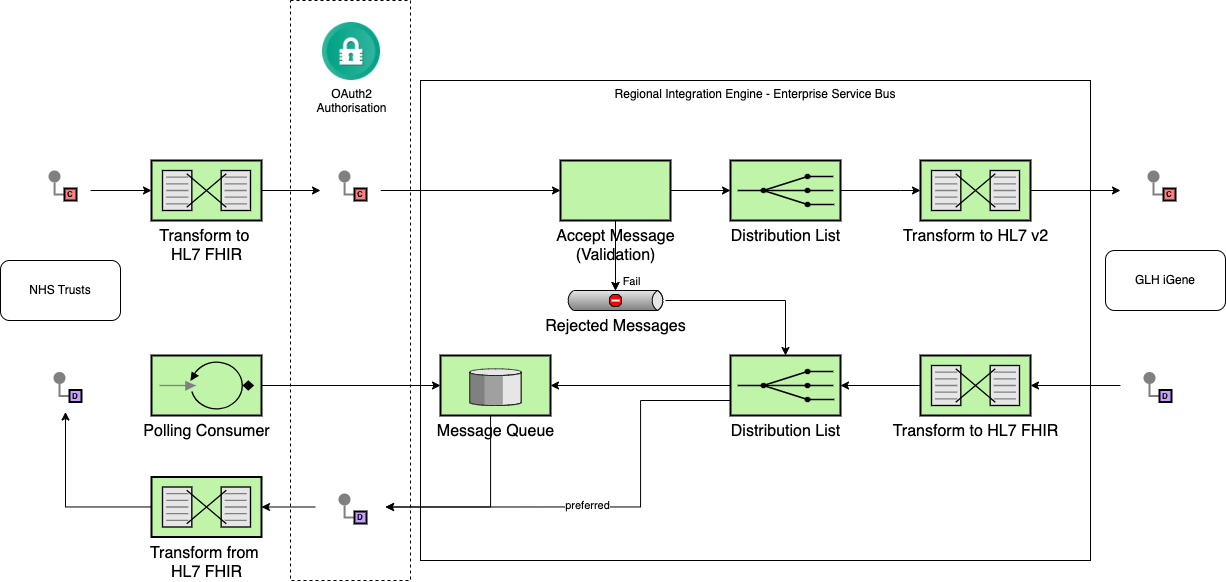 OAuth2
Authorisation
Regional Integration Engine - Enterprise Service Bus
C
C
C
Transform to
HL7 FHIR
Accept Message
(Validation)
Distribution List
Transform to HL7 v2
NHS Trusts
GLH iGene
Fail
Rejected Messages
D
D
Polling Consumer
Message Queue
Distribution List
Transform to HL7 FHIR
preferred
D
Transform from
HL7 FHIR